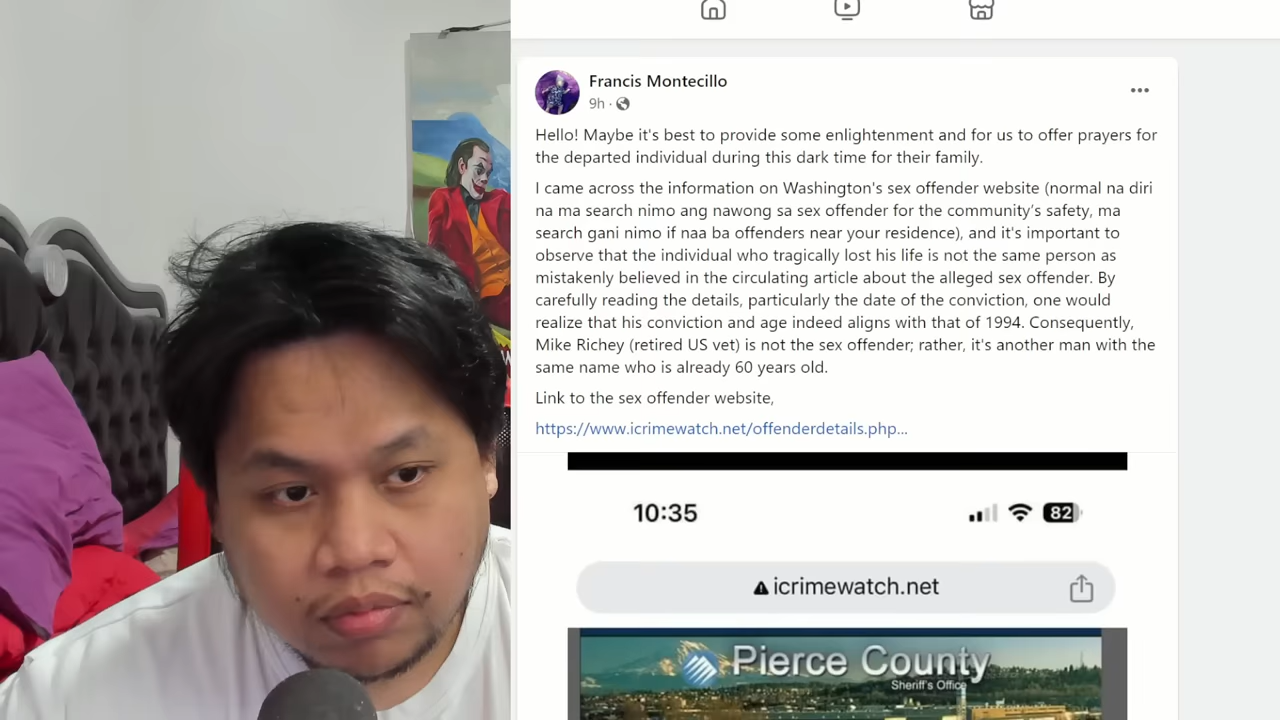 Francis Montecillo
9h ·
Hello! Maybe it's best to provide some enlightenment and for us to offer prayers for
the departed individual during this dark time for their family.
I came across the information on Washington's sex offender website (normal na diri
na ma search nimo ang nawong sa sex offender for the community's safety, ma
search gani nimo if naa ba offenders near your residence), and it's important to
observe that the individual who tragically lost his life is not the same person as
mistakenly believed in the circulating article about the alleged sex offender. By
carefully reading the details, particularly the date of the conviction, one would
realize that his conviction and age indeed aligns with that of 1994. Consequently,
Mike Richey (retired US vet) is not the sex offender; rather, it's another man with the
same name who is already 60 years old.
Link to the sex offender website,
https://www.icrimewatch.net/offenderdetails.php...
10:35
82
icrimewatch.net
Pierce County
Sheriff's Office